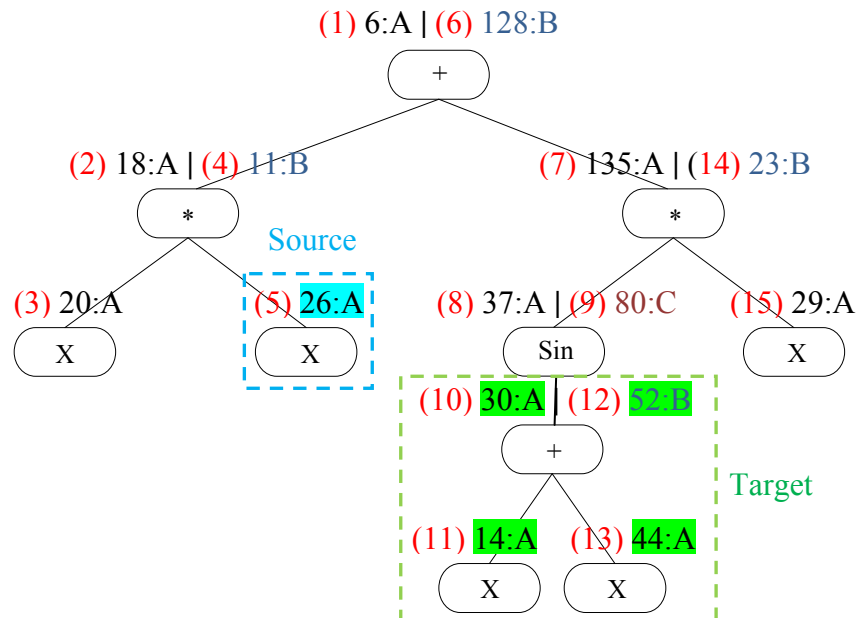 (1) 6:A | (6) 128:B
+
(2) 18:A | (4) 11:B
(7) 135:A | (14) 23:B
*
*
Source
(3) 20:A
(5) 26:A
(8) 37:A | (9) 80:C
(15) 29:A
X
X
Sin
X
(10) 30:A | (12) 52:B
+
Target
(11) 14:A
(13) 44:A
X
X